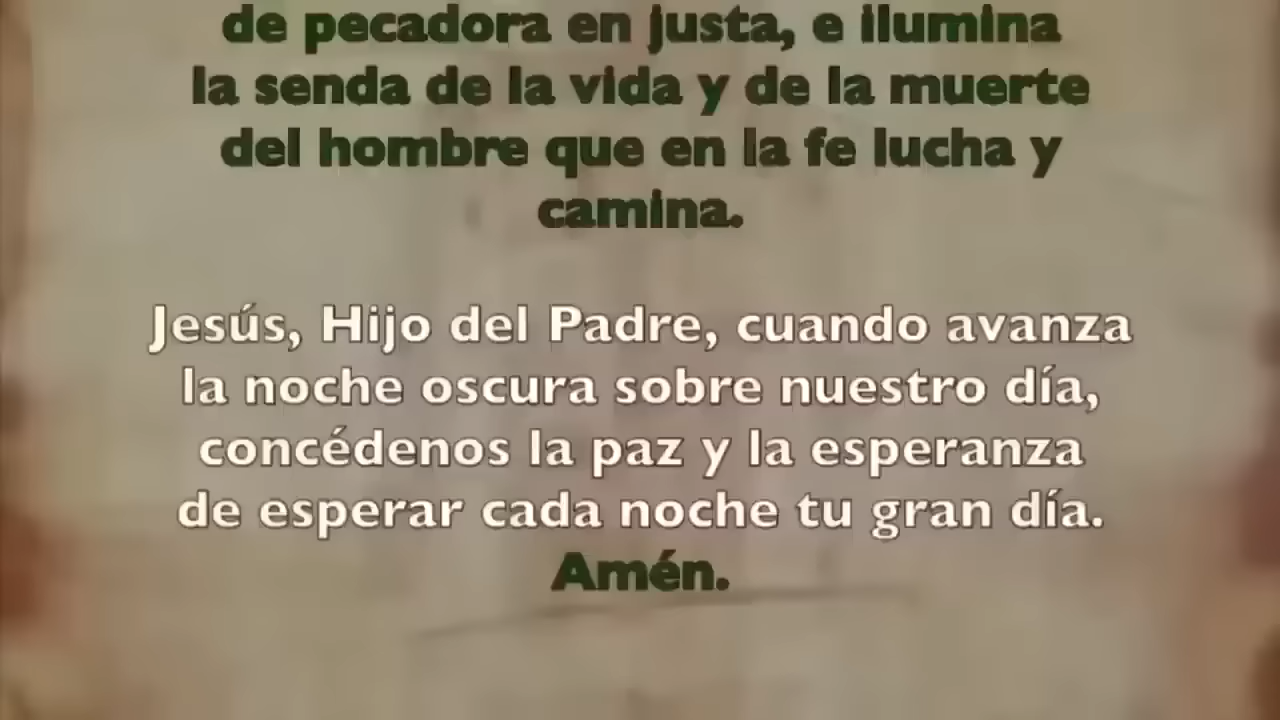 de pecadora en justa, e ilumina
la senda de la vida y de la muerte
del hombre que en la fe lucha y
camina.
Jesús, Hijo del Padre, cuando avanza
la noche oscura sobre nuestro día,
concédenos la paz y la esperanza
de esperar cada noche tu gran día.
Amén.